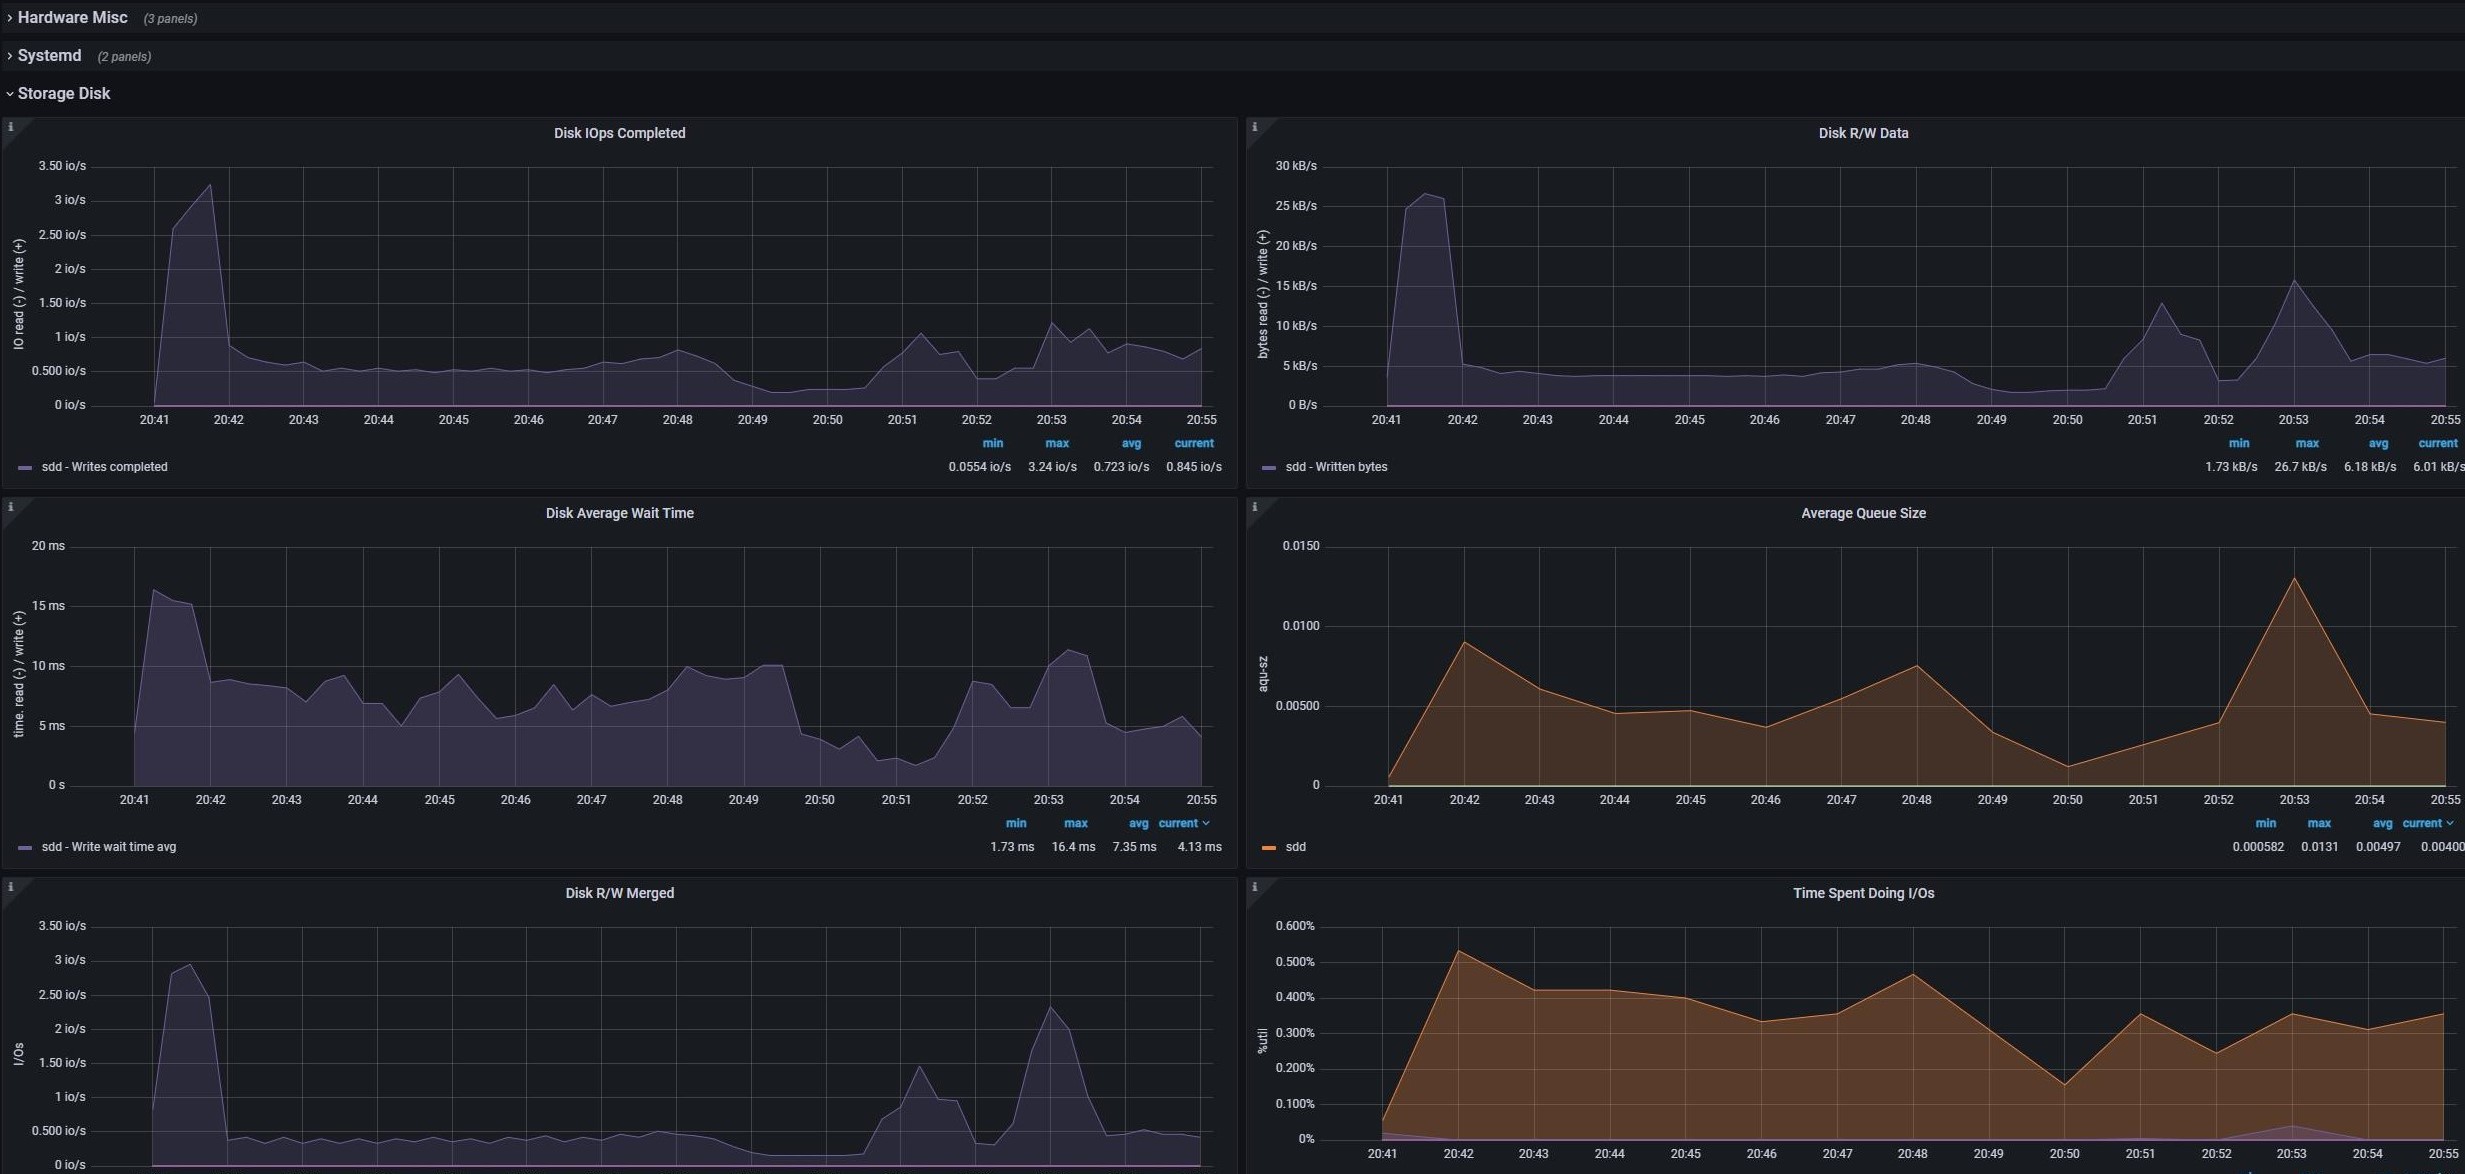 Hardware Misc (3 panels)
Systemd (2 panels)
Storage Disk
Disk IOps Completed
IO read (-) / write (+)
3.50 io/s
3 io/s
2.50 io/s
2 io/s
1.50 io/s
1 io/s
0.500 io/s
0 io/s
20:41 20:42 20:43 20:44 20:45 20:46 20:47 20:48 20:49 20:50 20:51 20:52 20:53 20:54 20:55
min max avg current
sdd - Writes completed 0.0554 io/s 3.24 io/s 0.723 io/s 0.845 io/s
Disk R/W Data
bytes read (-) / write (+)
30 kB/s
25 kB/s
20 kB/s
15 kB/s
10 kB/s
5 kB/s
0 B/s
20:41 20:42 20:43 20:44 20:45 20:46 20:47 20:48 20:49 20:50 20:51 20:52 20:53 20:54 20:55
min max avg current
sdd - Written bytes 1.73 kB/s 26.7 kB/s 6.18 kB/s 6.01 kB/s
Disk Average Wait Time
time. read (-) / write (+)
20 ms
15 ms
10 ms
5 ms
0 s
20:41 20:42 20:43 20:44 20:45 20:46 20:47 20:48 20:49 20:50 20:51 20:52 20:53 20:54 20:55
min max avg current
sdd - Write wait time avg 1.73 ms 16.4 ms 7.35 ms 4.13 ms
Average Queue Size
aqu-sz
0.0150
0.0100
0.00500
0
20:41 20:42 20:43 20:44 20:45 20:46 20:47 20:48 20:49 20:50 20:51 20:52 20:53 20:54 20:55
min max avg current
sdd 0.000582 0.0131 0.00497 0.00400
Disk R/W Merged
I/Os
3.50 io/s
3 io/s
2.50 io/s
2 io/s
1.50 io/s
1 io/s
0.500 io/s
0 io/s
Time Spent Doing I/Os
%util
0.600%
0.500%
0.400%
0.300%
0.200%
0.100%
0%
20:41 20:42 20:43 20:44 20:45 20:46 20:47 20:48 20:49 20:50 20:51 20:52 20:53 20:54 20:55